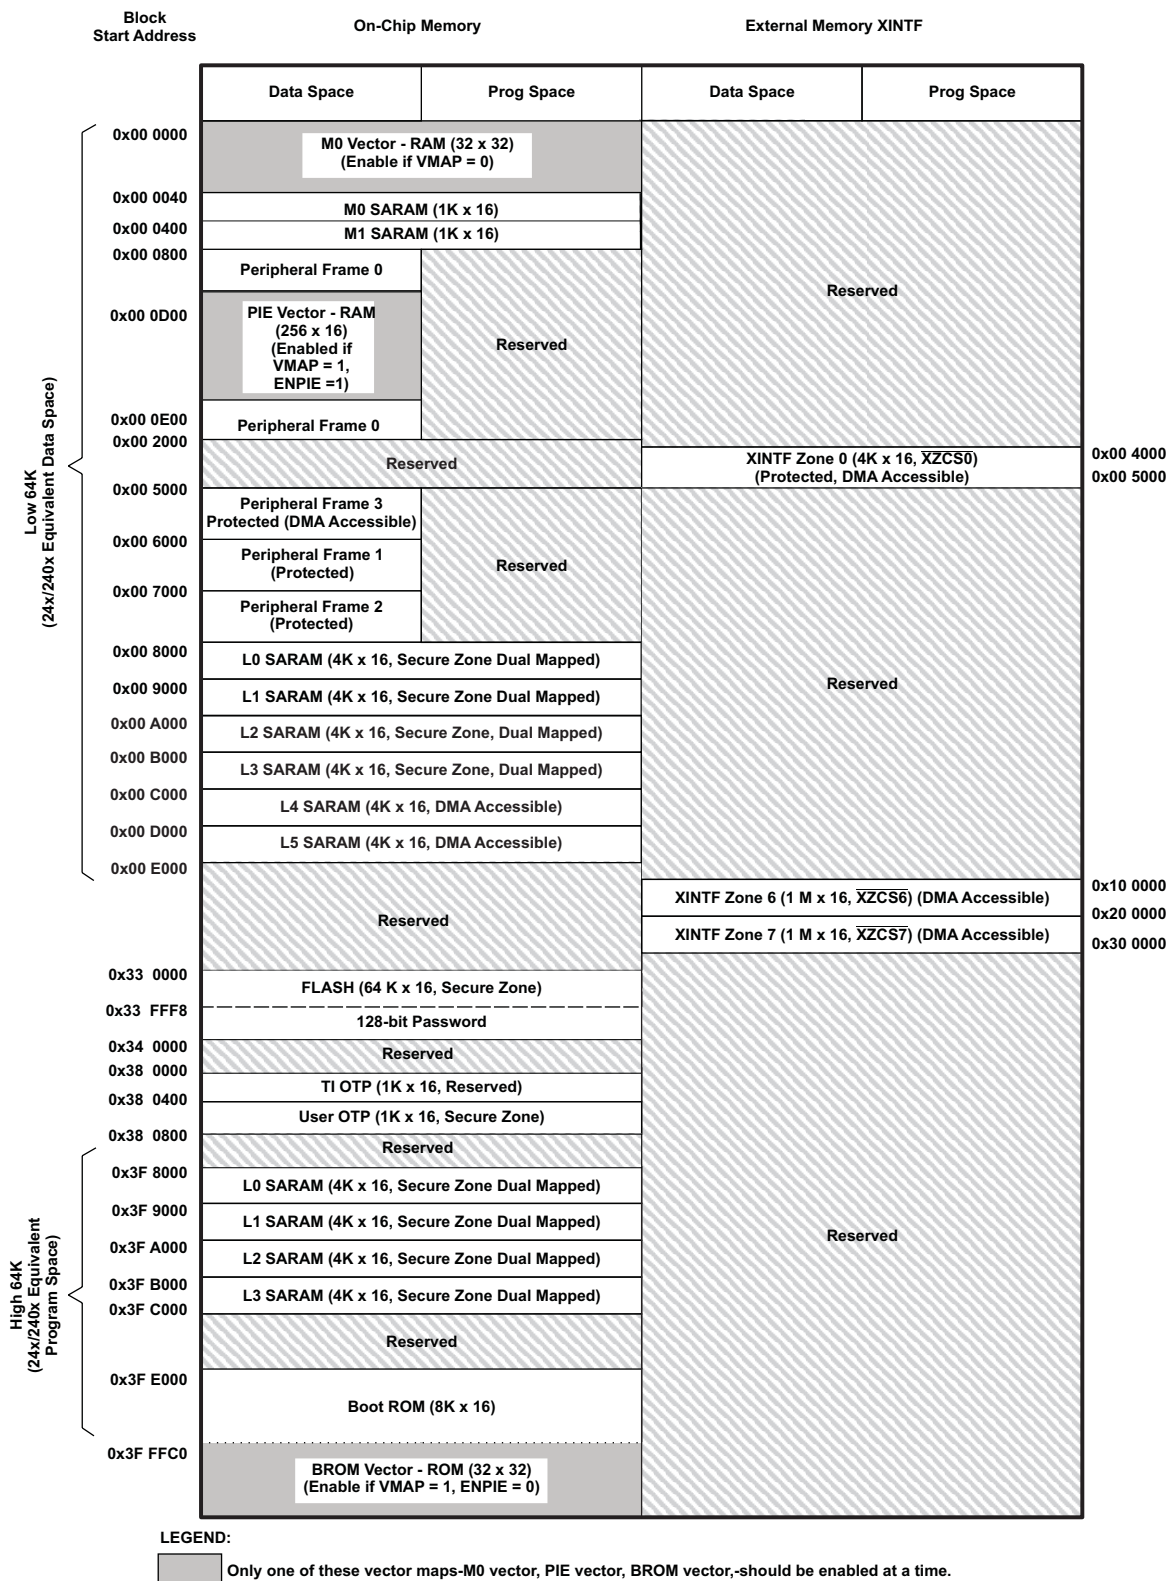 Block
Start Address
On-Chip Memory
External Memory XINTF
Data Space
Prog Space
Data Space
Prog Space
0x00 0000
M0 Vector - RAM (32 x 32)
(Enable if VMAP = 0)
0x00 0040
M0 SARAM (1K x 16)
0x00 0400
M1 SARAM (1K x 16)
0x00 0800
Peripheral Frame 0
Reserved
0x00 0D00
PIE Vector - RAM
(256 x 16)
(Enabled if
VMAP = 1,
ENPIE =1)
Reserved
0x00 0E00
Peripheral Frame 0
0x00 2000
Reserved
XINTF Zone 0 (4K x 16, XZCS0)
(Protected, DMA Accessible)
0x00 4000
0x00 5000
Low 64K
(24x/240x Equivalent Data Space)
0x00 5000
Peripheral Frame 3
Protected (DMA Accessible)
0x00 6000
Peripheral Frame 1
(Protected)
Reserved
0x00 7000
Peripheral Frame 2
(Protected)
0x00 8000
L0 SARAM (4K x 16, Secure Zone Dual Mapped)
Reserved
0x00 9000
L1 SARAM (4K x 16, Secure Zone Dual Mapped)
0x00 A000
L2 SARAM (4K x 16, Secure Zone, Dual Mapped)
0x00 B000
L3 SARAM (4K x 16, Secure Zone, Dual Mapped)
0x00 C000
L4 SARAM (4K x 16, DMA Accessible)
0x00 D000
L5 SARAM (4K x 16, DMA Accessible)
0x00 E000
Reserved
XINTF Zone 6 (1 M x 16, XZCS6) (DMA Accessible)
0x10 0000
0x20 0000
XINTF Zone 7 (1 M x 16, XZCS7) (DMA Accessible)
0x30 0000
0x33 0000
FLASH (64 K x 16, Secure Zone)
0x33 FFF8
128-bit Password
0x34 0000
Reserved
0x38 0000
TI OTP (1K x 16, Reserved)
0x38 0400
User OTP (1K x 16, Secure Zone)
0x38 0800
Reserved
High 64K
(24x/240x Equivalent
Program Space)
0x3F 8000
L0 SARAM (4K x 16, Secure Zone Dual Mapped)
0x3F 9000
L1 SARAM (4K x 16, Secure Zone Dual Mapped)
Reserved
0x3F A000
L2 SARAM (4K x 16, Secure Zone Dual Mapped)
0x3F B000
L3 SARAM (4K x 16, Secure Zone Dual Mapped)
0x3F C000
Reserved
0x3F E000
Boot ROM (8K x 16)
0x3F FFC0
BROM Vector - ROM (32 x 32)
(Enable if VMAP = 1, ENPIE = 0)
LEGEND:
Only one of these vector maps-M0 vector, PIE vector, BROM vector,-should be enabled at a time.